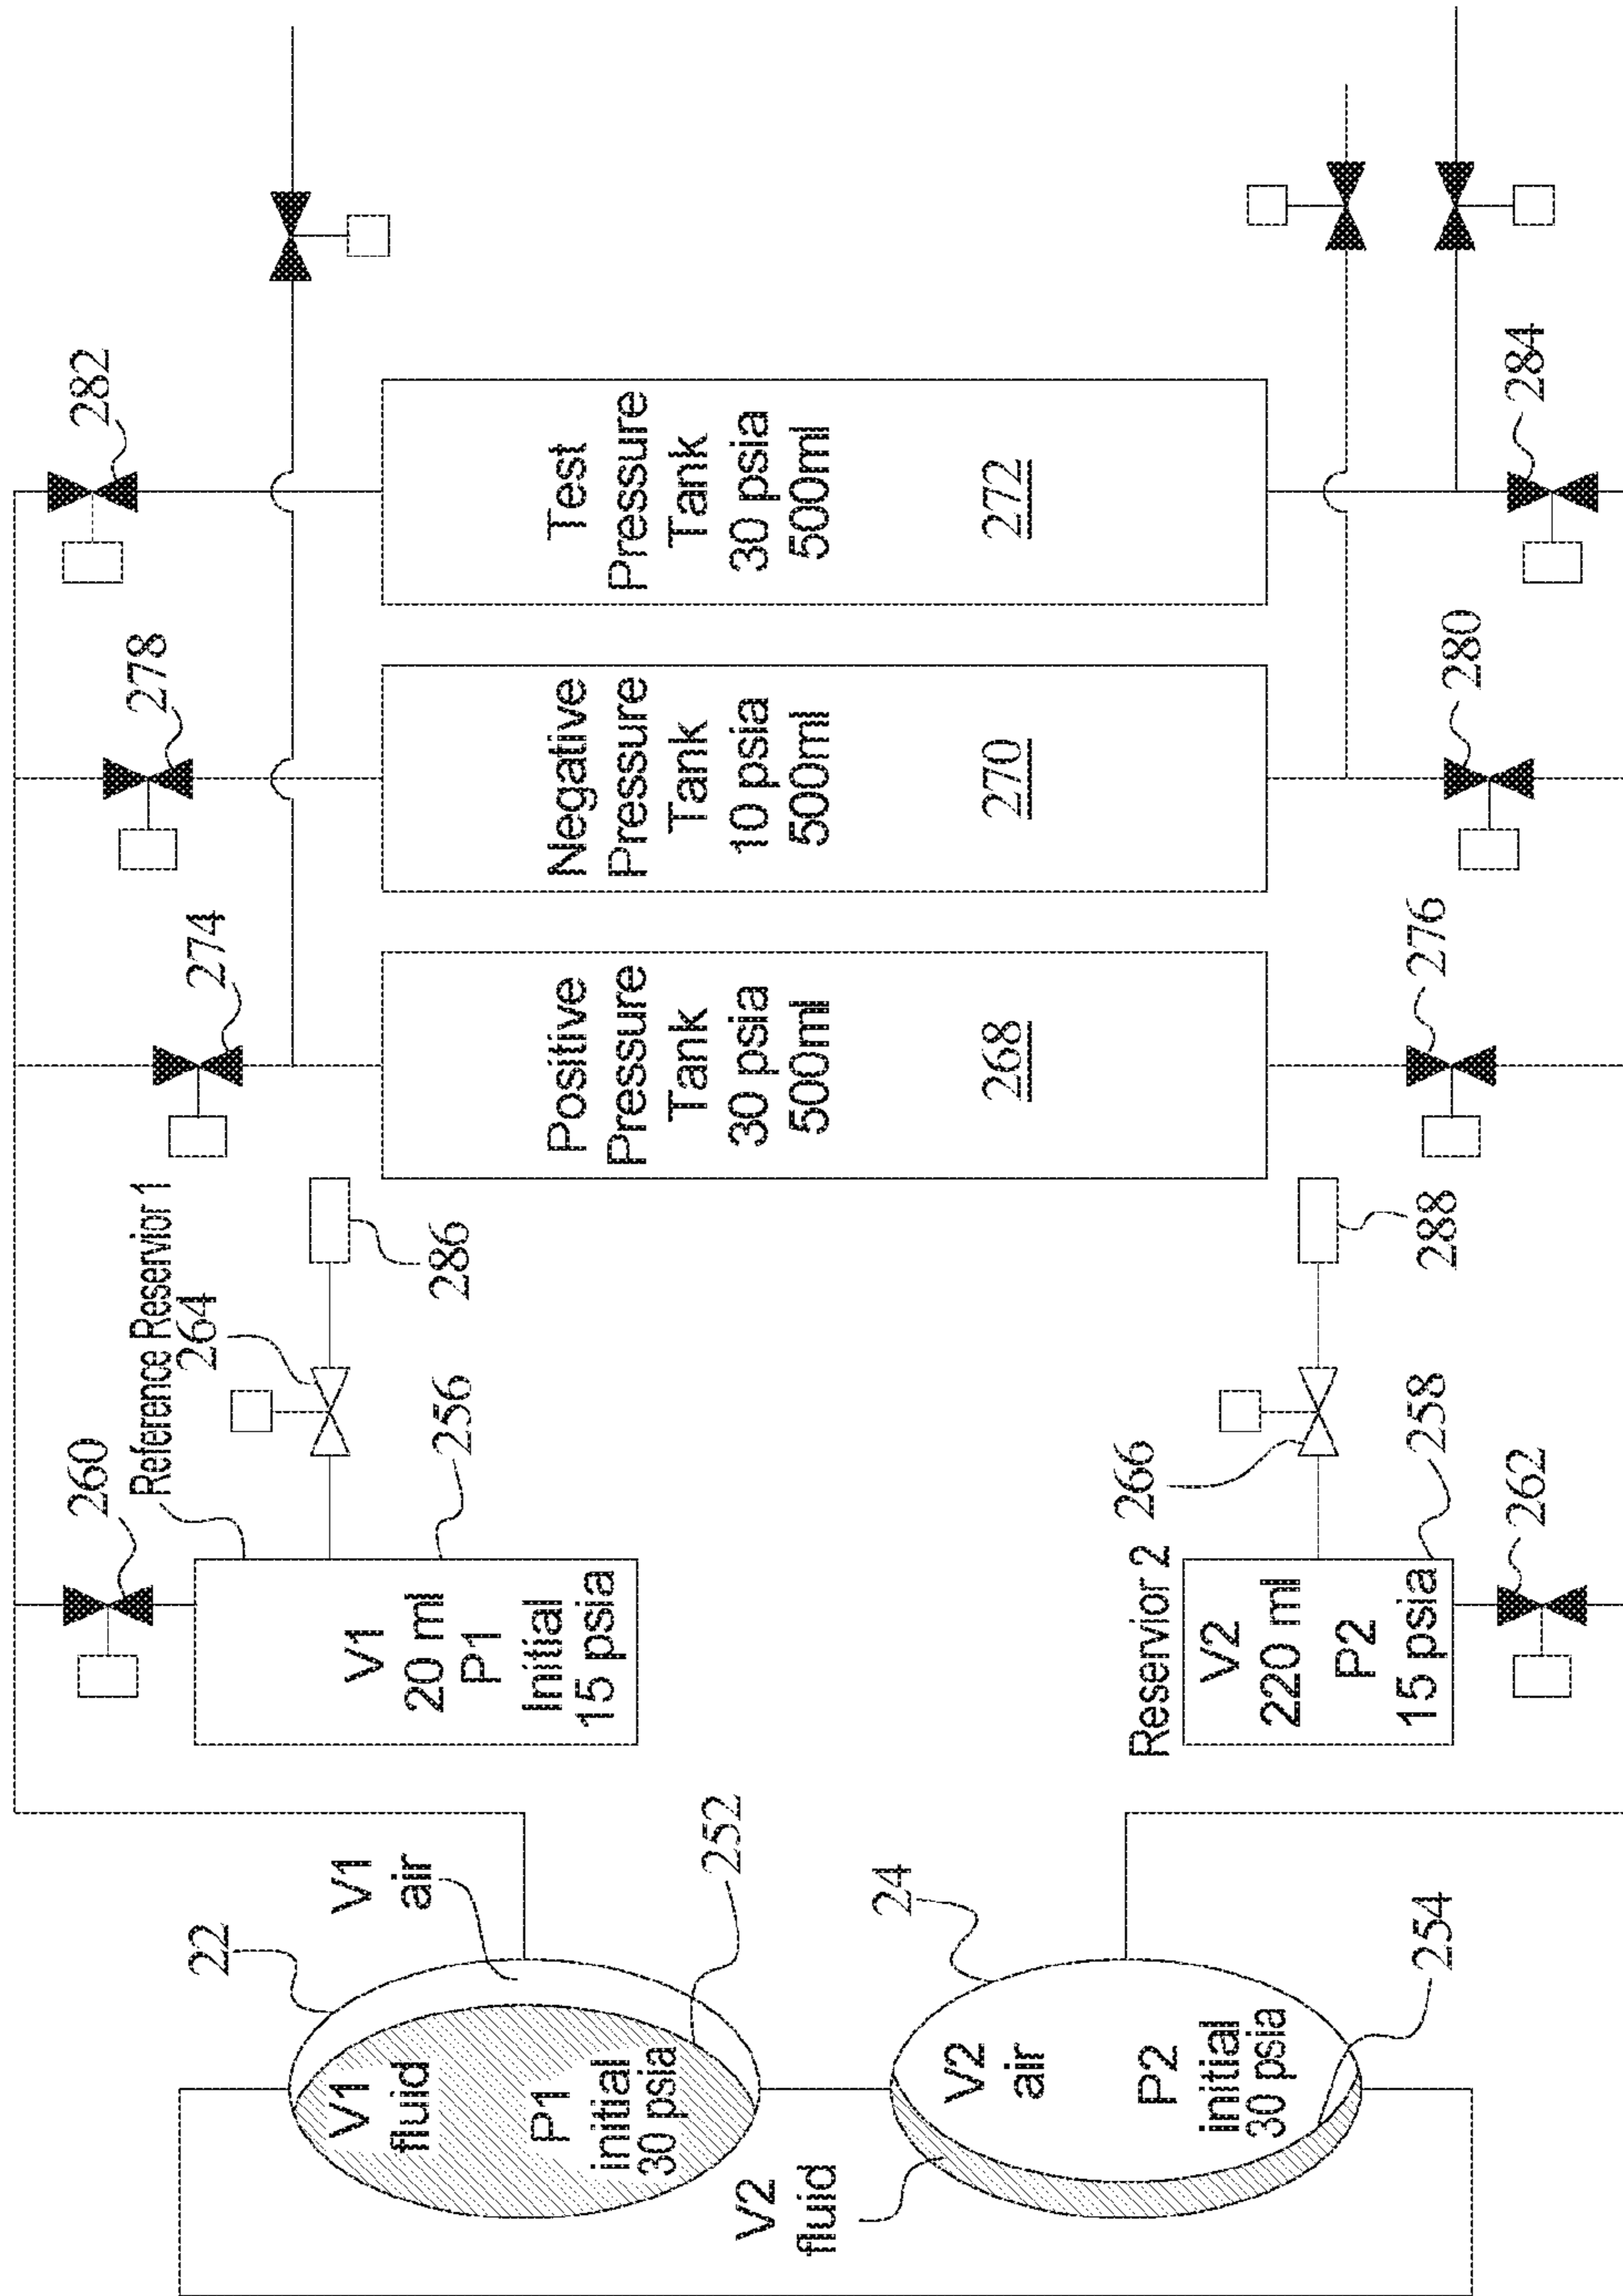 282
278
274
Test
Pressure
Tank
30 psia
500ml
272
Negative
Pressure
Tank
10 psia
500ml
270
Positive
Pressure
Tank
30 psia
500ml
268
284
280
276
Reference Reservior 1
264
286
260
256
V1
20 ml
P1
Initial
15 psia
288
266
258
262
Reservior 2
V2
220 ml
P2
15 psia
22
V1
air
252
V1
fluid
P1
initial
30 psia
24
254
V2
air
P2
initial
30 psia
V2
fluid